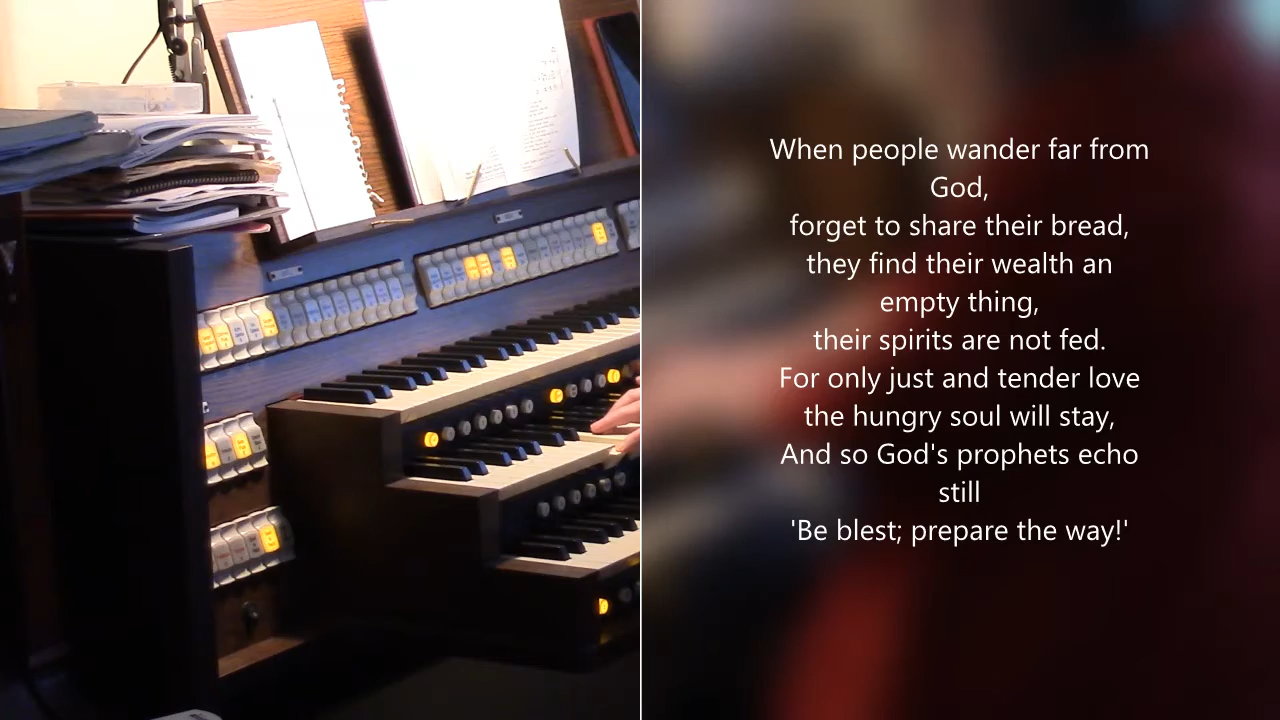 When people wander far from
God,
forget to share their bread,
they find their wealth an
empty thing,
their spirits are not fed.
For only just and tender love
the hungry soul will stay,
And so God's prophets echo
still
'Be blest; prepare the way!'